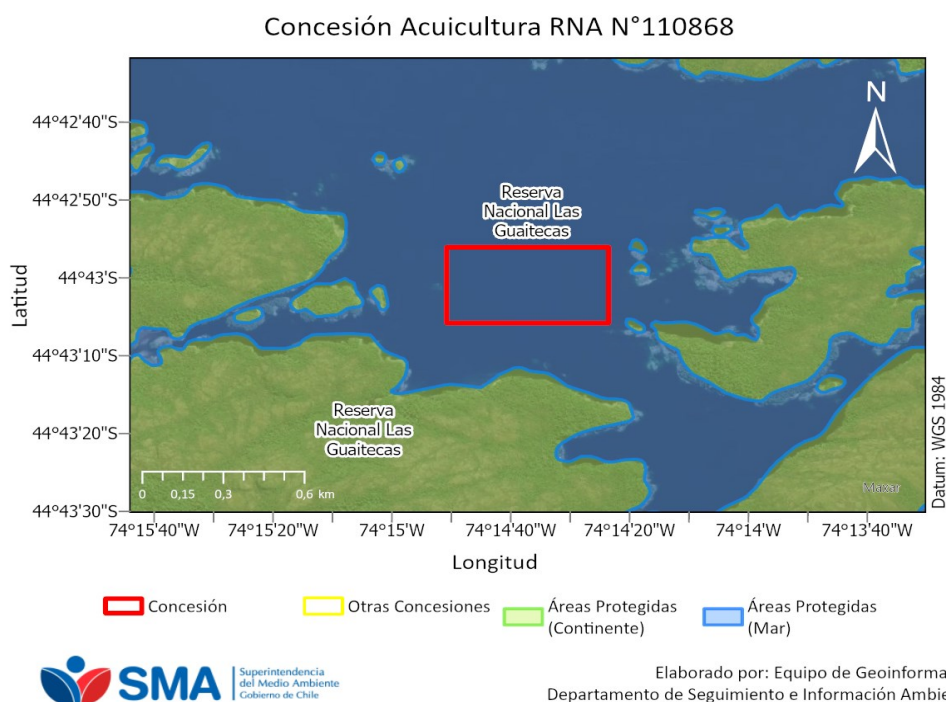 Concesión Acuicultura RNA N°110868
44°42'40"S
44°42'50"S
44°43'S
44°43'10"S
44°43'20"S
44°43'30"S
Latitud
N
Reserva
Nacional Las
Guaitecas
Reserva
Nacional Las
Guaitecas
0 0,15 0,3 0,6 km
Maxar
Datum: WGS 1984
74°15'40"W 74°15'20"W 74°15'W 74°14'40"W 74°14'20"W 74°14'W 74°13'40"W
Longitud
Concesión
Otras Concesiones
Áreas Protegidas
(Continente)
Áreas Protegidas
(Mar)
SMA
Superintendencia
del Medio Ambiente
Gobierno de Chile
Elaborado por: Equipo de Geoinforma
Departamento de Seguimiento e Información Ambie